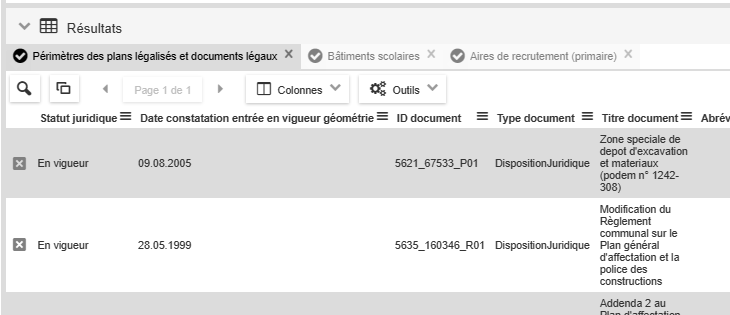 Résultats
Périmètres des plans légalisés et documents légaux × Bâtiments scolaires × Aires de recrutement (primaire) ×
Page 1 de 1 Colonnes Outils
Statut juridique Date constatation entrée en vigueur géométrie ID document Type document Titre document Abrév
En vigueur 09.08.2005 5621_67533_P01 DispositionJuridique
Zone speciale de
depot d'excavation
et materiaux
(podem n° 1242-
308)
En vigueur 28.05.1999 5635_160346_R01 DispositionJuridique
Modification du
Règlement
communal sur le
Plan général
d'affectation et la
police des
constructions
Addenda 2 au
Plan d'affectation